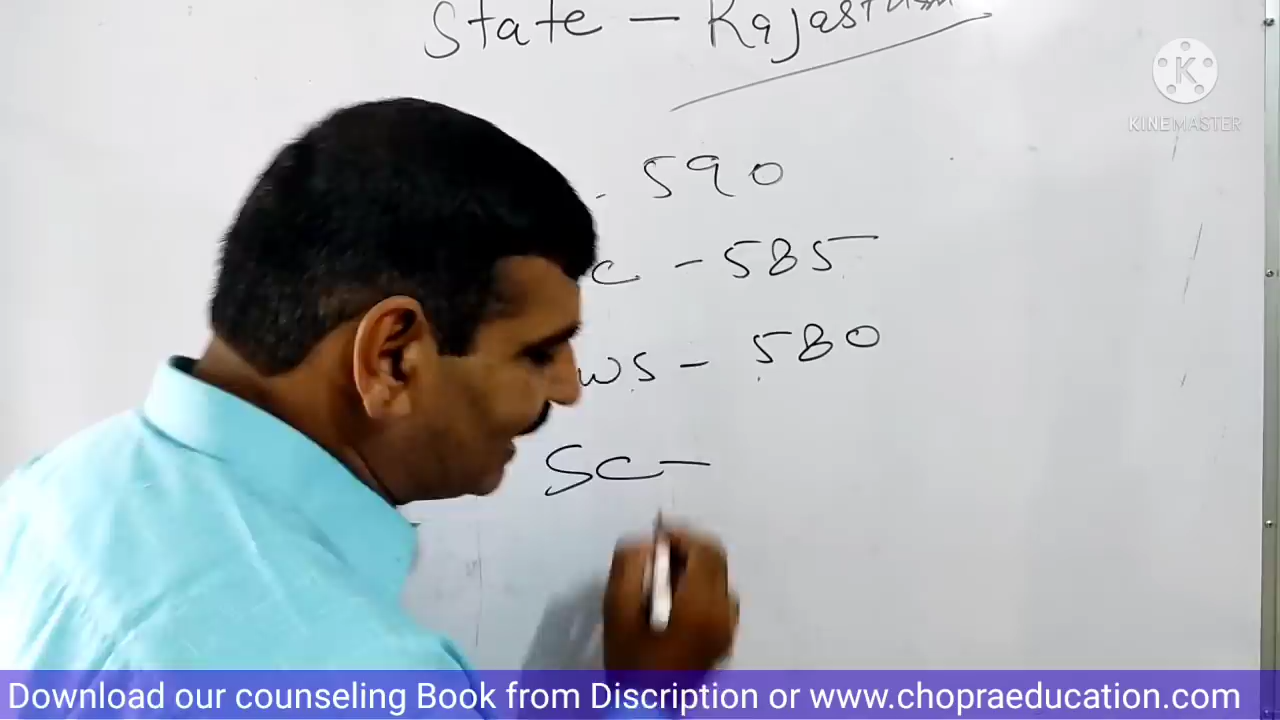 State - Rajasthan
KINEMASTER
- 590
c - 585
ws - 580
SC-
Download our counseling Book from Discription or www.chopraeducation.com